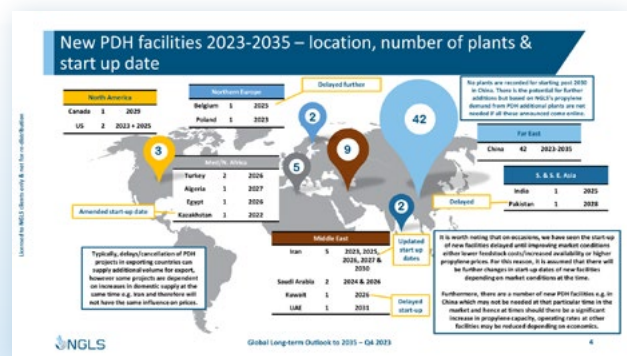 New PDH facilities 2023-2035 – location, number of plants &
start up date
Licensed to NGLS clients only & not for re-distribution
North America
Canada 1 2029
US 2 2023 + 2025
Northern Europe
Belgium 1 2025
Poland 1 2023
Delayed further
No plants are recorded for starting post 2030
in China. There is the potential for further
additions but based on NGLS's propylene
demand from PDH additional plants are not
needed if all these announced come online.
3
2
5
9
42
2
Far East
China 42 2023-2035
Med/N. Africa
Turkey 2 2026
Algeria 1 2027
Egypt 1 2026
Kazakhstan 1 2022
Amended start-up date
S. & S. E. Asia
India 1 2025
Pakistan 1 2028
Delayed
Updated
start up
dates
Middle East
Iran 5 2023, 2025,
2026, 2027 &
2030
Saudi Arabia 2 2024 & 2026
Kuwait 1 2026
UAE 1 2031
Delayed
start-up
Typically, delays/cancellation of PDH
projects in exporting countries can
supply additional volume for export,
however some projects are dependent
on increases in domestic supply at the
same time e.g. Iran and therefore will
not have the same influence on prices.
It is worth noting that on occasions, we have seen the start-up
of new facilities delayed until improving market conditions
either lower feedstock costs/increased availability or higher
propylene prices. For this reason, it is assumed that there will
be further changes in start-up dates of new facilities
depending on market conditions at the time.
Furthermore, there are a number of new PDH facilities e.g. in
China which may not be needed at that particular time in the
market and hence at times should there be a significant
increase in propylene capacity, operating rates at other
facilities may be reduced depending on economics.
NGLS
Global Long-term Outlook to 2035 – Q4 2023
4